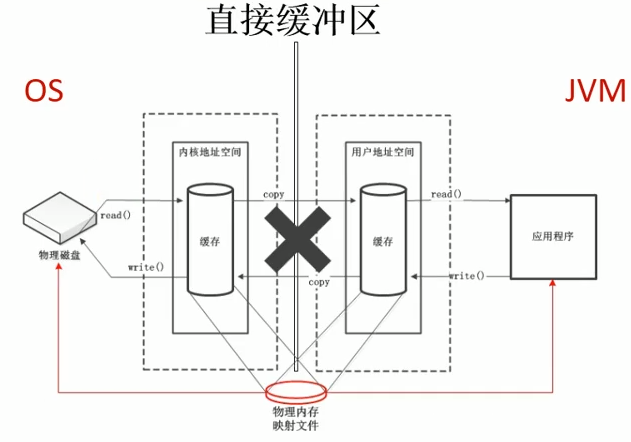 直接缓冲区
OS
JVM
内核地址空间
用户地址空间
copy
read()
read()
物理磁盘
缓存
缓存
应用程序
write()
copy
write()
物理内存
映射文件